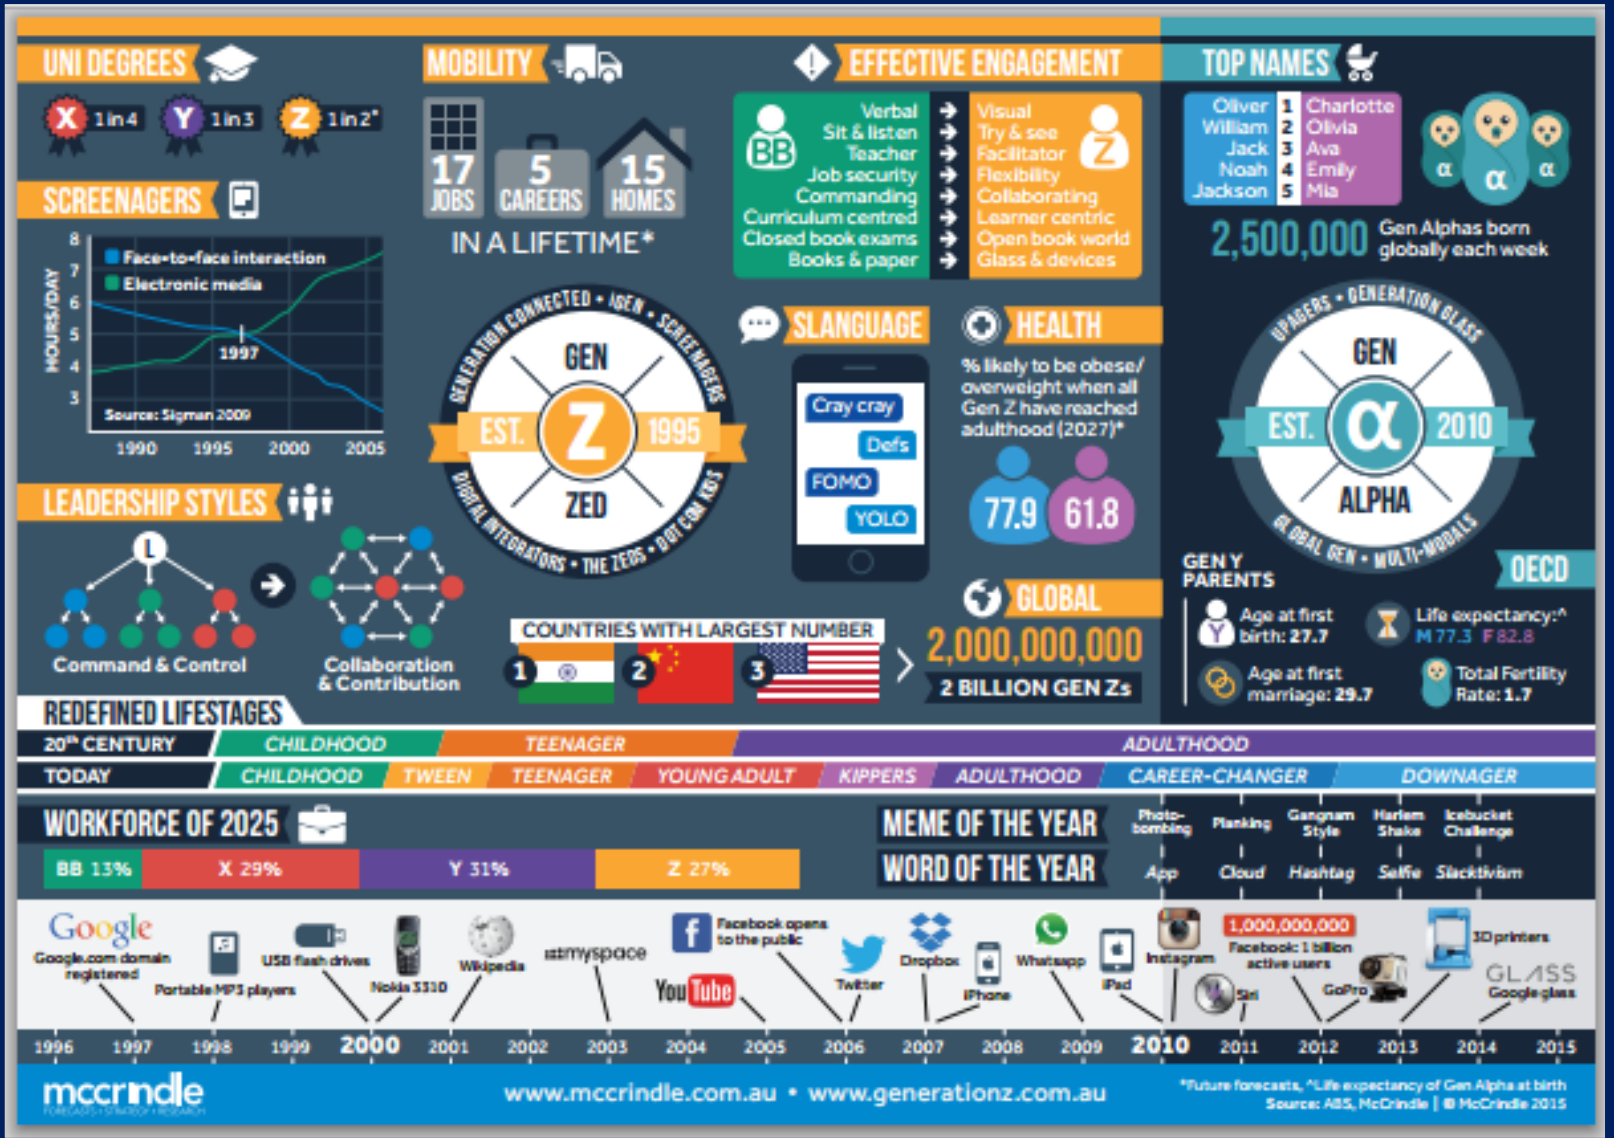 UNI DEGREES
X 1 in 4
Y 1 in 3
Z 1 in 2*
SCREENAGERS
HOURS/DAY
8
7
6
5
4
3
Face-to-face interaction
Electronic media
1997
Source: Sigman 2009
1990 1995 2000 2005
LEADERSHIP STYLES
L
Command & Control
Collaboration
& Contribution
MOBILITY
17
JOBS
5
CAREERS
15
HOMES
IN A LIFETIME*
GENERATION CONNECTED • IGEN • SCREENAGERS
GEN
EST. Z 1995
ZED
DIGITAL INTEGRATORS • THE ZEDS • DOT COM KIDS
EFFECTIVE ENGAGEMENT
BB
Z
Verbal → Visual
Sit & listen → Try & see
Teacher → Facilitator
Job security → Flexibility
Commanding → Collaborating
Curriculum centred → Learner centric
Closed book exams → Open book world
Books & paper → Glass & devices
SLANGUAGE
Cray cray
Defs
FOMO
YOLO
HEALTH
% likely to be obese/
overweight when all
Gen Z have reached
adulthood (2027)*
77.9 61.8
GLOBAL
COUNTRIES WITH LARGEST NUMBER
1 2 3
2,000,000,000
2 BILLION GEN Zs
TOP NAMES
Oliver 1 Charlotte
William 2 Olivia
Jack 3 Ava
Noah 4 Emily
Jackson 5 Mia
α α α
2,500,000 Gen Alphas born
globally each week
UPAGERS • GENERATION GLASS
GEN
EST. α 2010
ALPHA
GLOBAL GEN • MULTI-MODALS
OECD
GEN Y
PARENTS
Y
Age at first
birth: 27.7
Life expectancy:^
M 77.3 F 82.8
Age at first
marriage: 29.7
Total Fertility
Rate: 1.7
REDEFINED LIFESTAGES
20th CENTURY CHILDHOOD TEENAGER ADULTHOOD
TODAY CHILDHOOD TWEEN TEENAGER YOUNG ADULT KIPPERS ADULTHOOD CAREER-CHANGER DOWNAGER
WORKFORCE OF 2025
BB 13% X 29% Y 31% Z 27%
MEME OF THE YEAR
Photo-
bombing
Planking
Gangnam
Style
Harlem
Shake
Icebucket
Challenge
WORD OF THE YEAR
App Cloud Hashtag Selfie Slacktivism
Google
Google.com domain
registered
Portable MP3 players
USB flash drives
Nokia 3310
Wikipedia
myspace
YouTube
Facebook opens
to the public
Twitter
Dropbox
iPhone
Whatsapp
iPad
Instagram
1,000,000,000
Facebook: 1 billion
active users
Siri
GoPro
3D printers
GLASS
Google glass
1996 1997 1998 1999 2000 2001 2002 2003 2004 2005 2006 2007 2008 2009 2010 2011 2012 2013 2014 2015
mccrindle
FORECASTS • STRATEGY • RESEARCH
www.mccrindle.com.au • www.generationz.com.au
*Future forecasts, ^Life expectancy of Gen Alpha at birth
Source: ABS, McCrindle | © McCrindle 2015